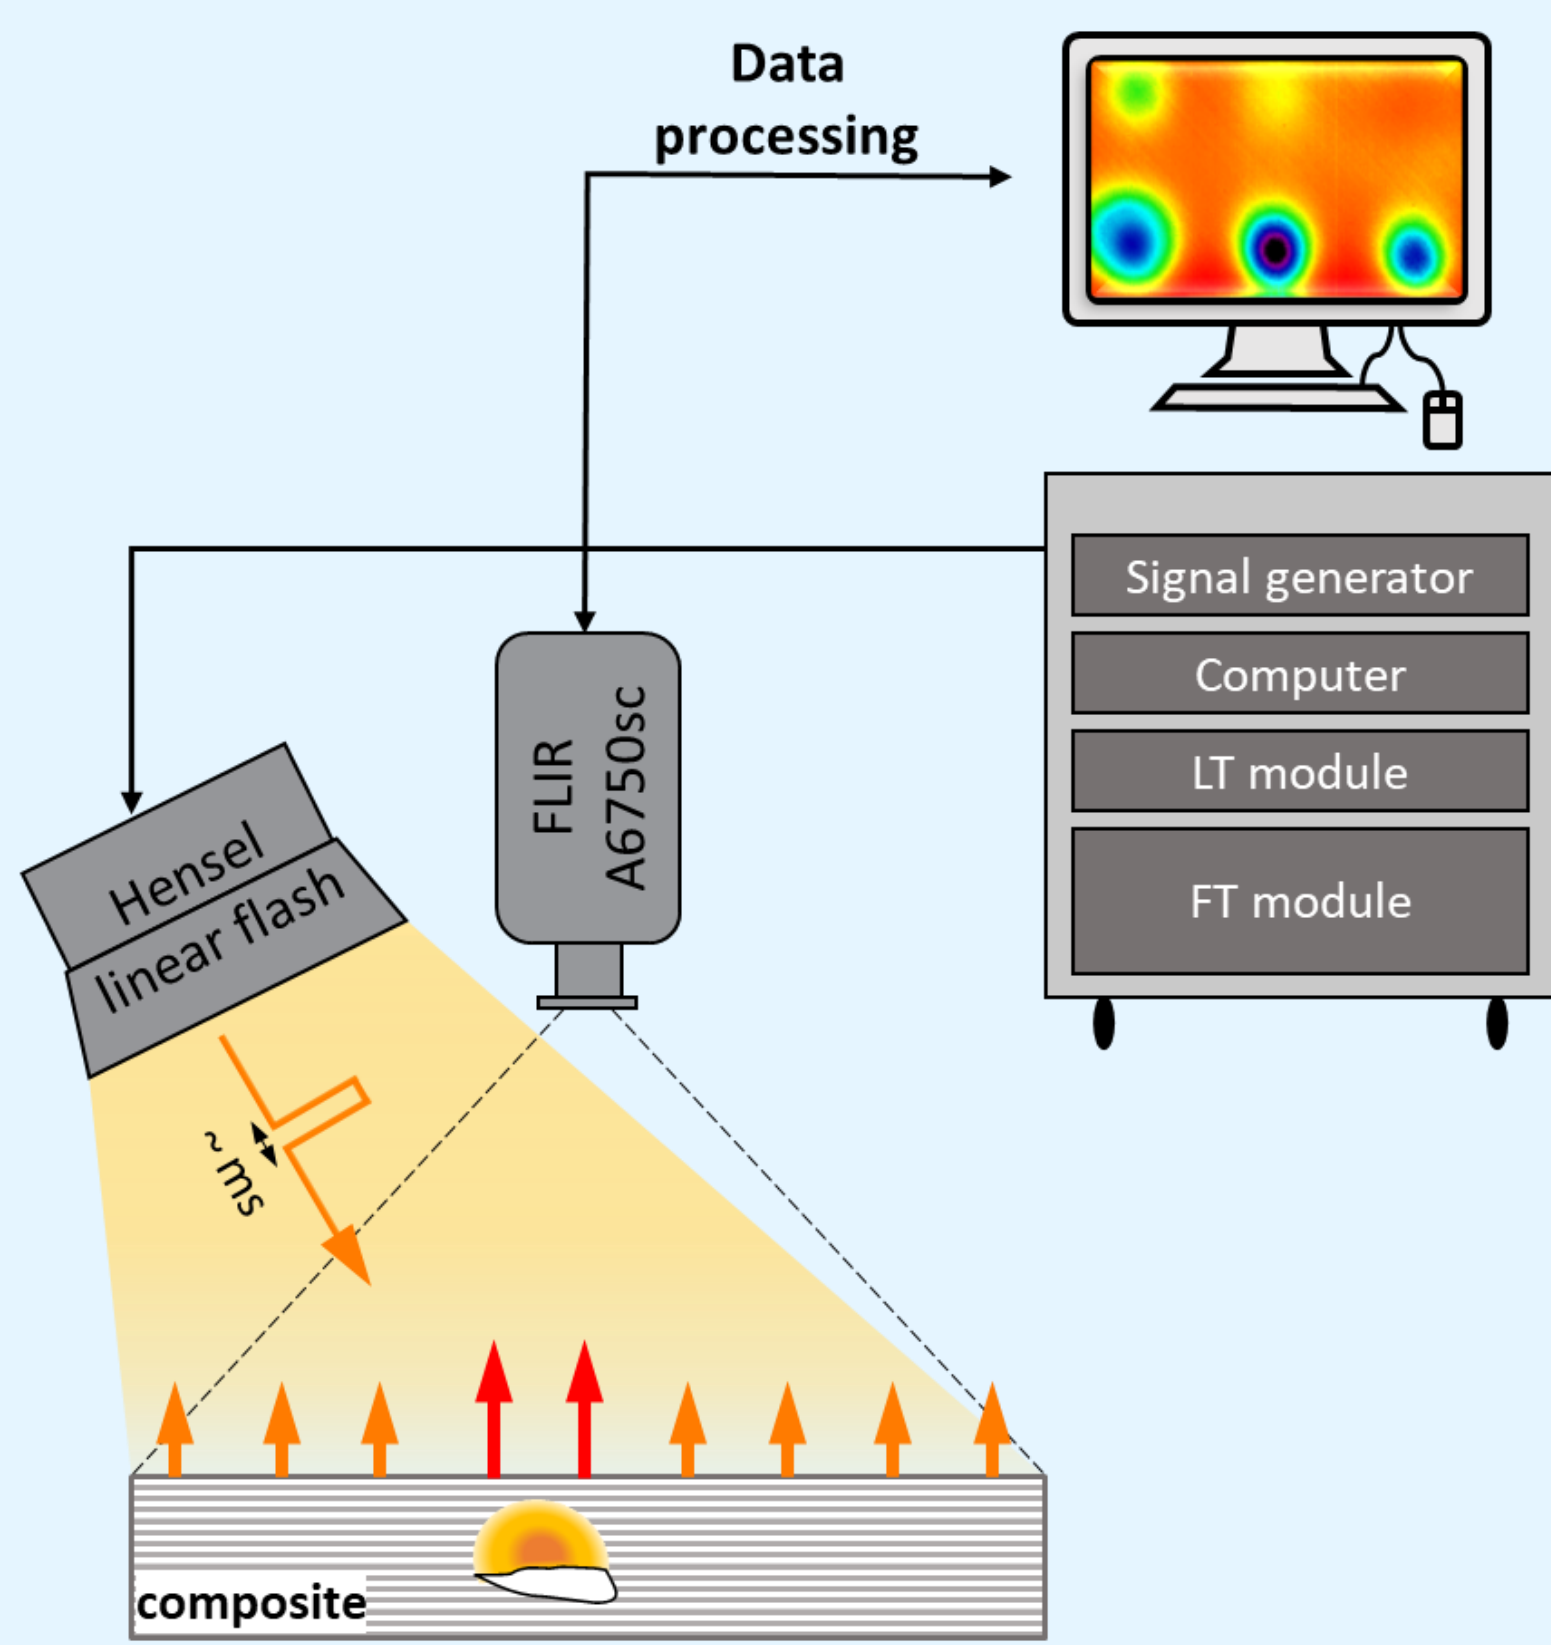 Data
processing
Signal generator
Computer
LT module
FT module
FLIR
A6750sc
Hensel
linear flash
~ ms
composite